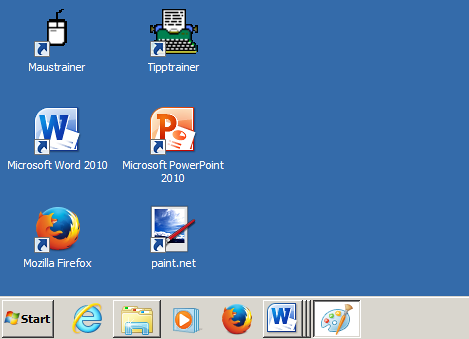 Maustrainer
Tipptrainer
Microsoft Word 2010
Microsoft PowerPoint
2010
Mozilla Firefox
paint.net
Start